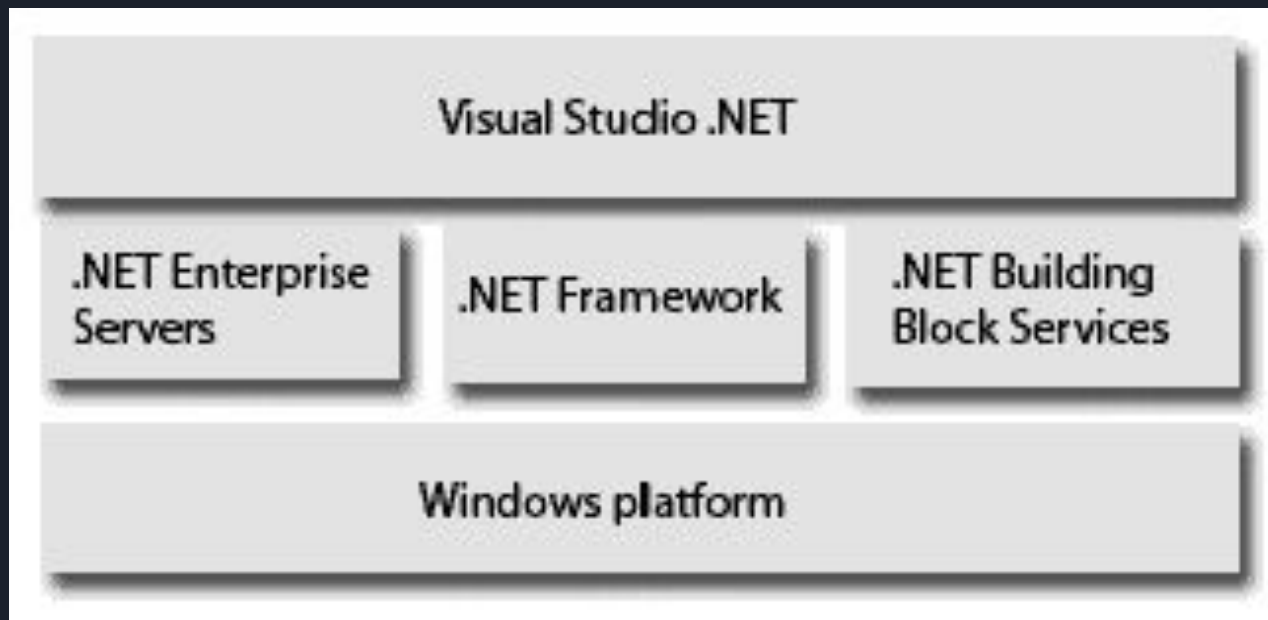 Visual Studio .NET
.NET Enterprise
Servers
.NET Framework
.NET Building
Block Services
Windows platform